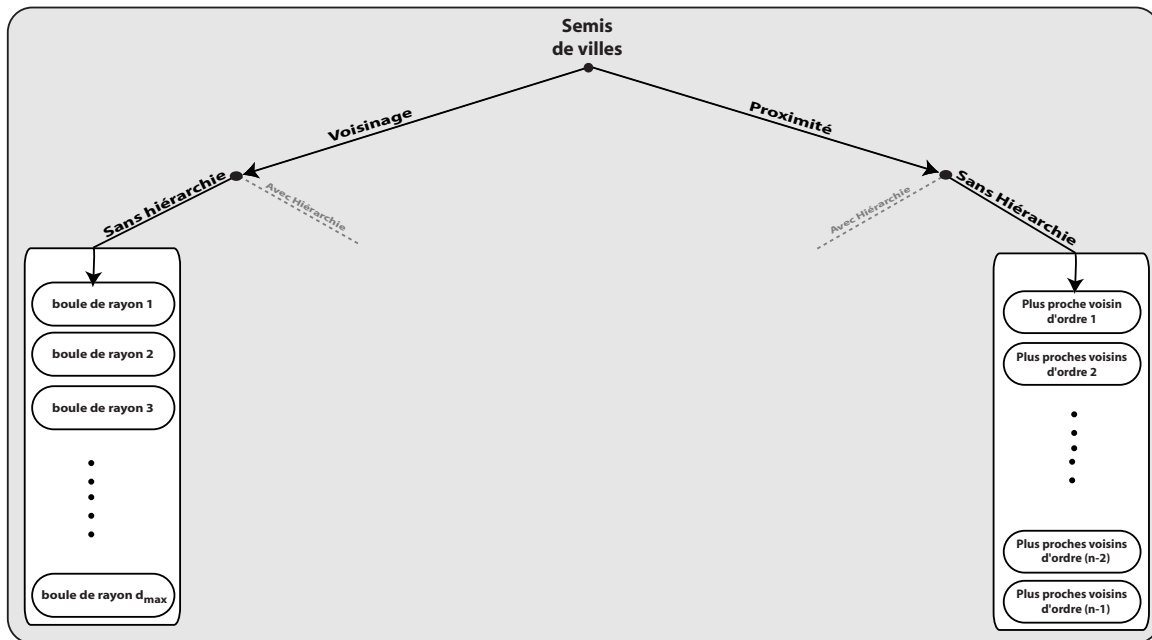 Semis
de villes
Voisinage
Proximité
Sans hiérarchie
Avec Hiérarchie
Avec Hiérarchie
Sans Hiérarchie
boule de rayon 1
boule de rayon 2
boule de rayon 3
boule de rayon dmax
Plus proche voisin
d'ordre 1
Plus proches voisins
d'ordre 2
Plus proches voisins
d'ordre (n-2)
Plus proches voisins
d'ordre (n-1)